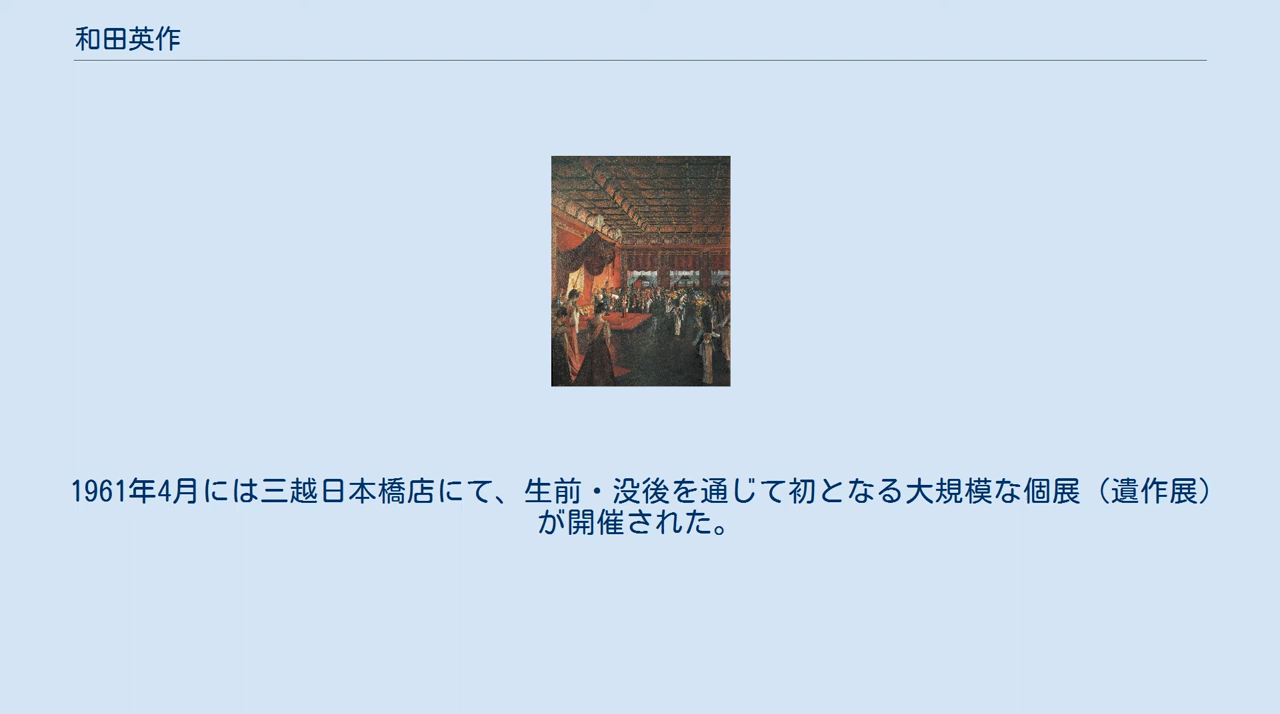 和田英作
1961年4月には三越日本橋店にて、生前・没後を通じて初となる大規模な個展（遺作展）
が開催された。